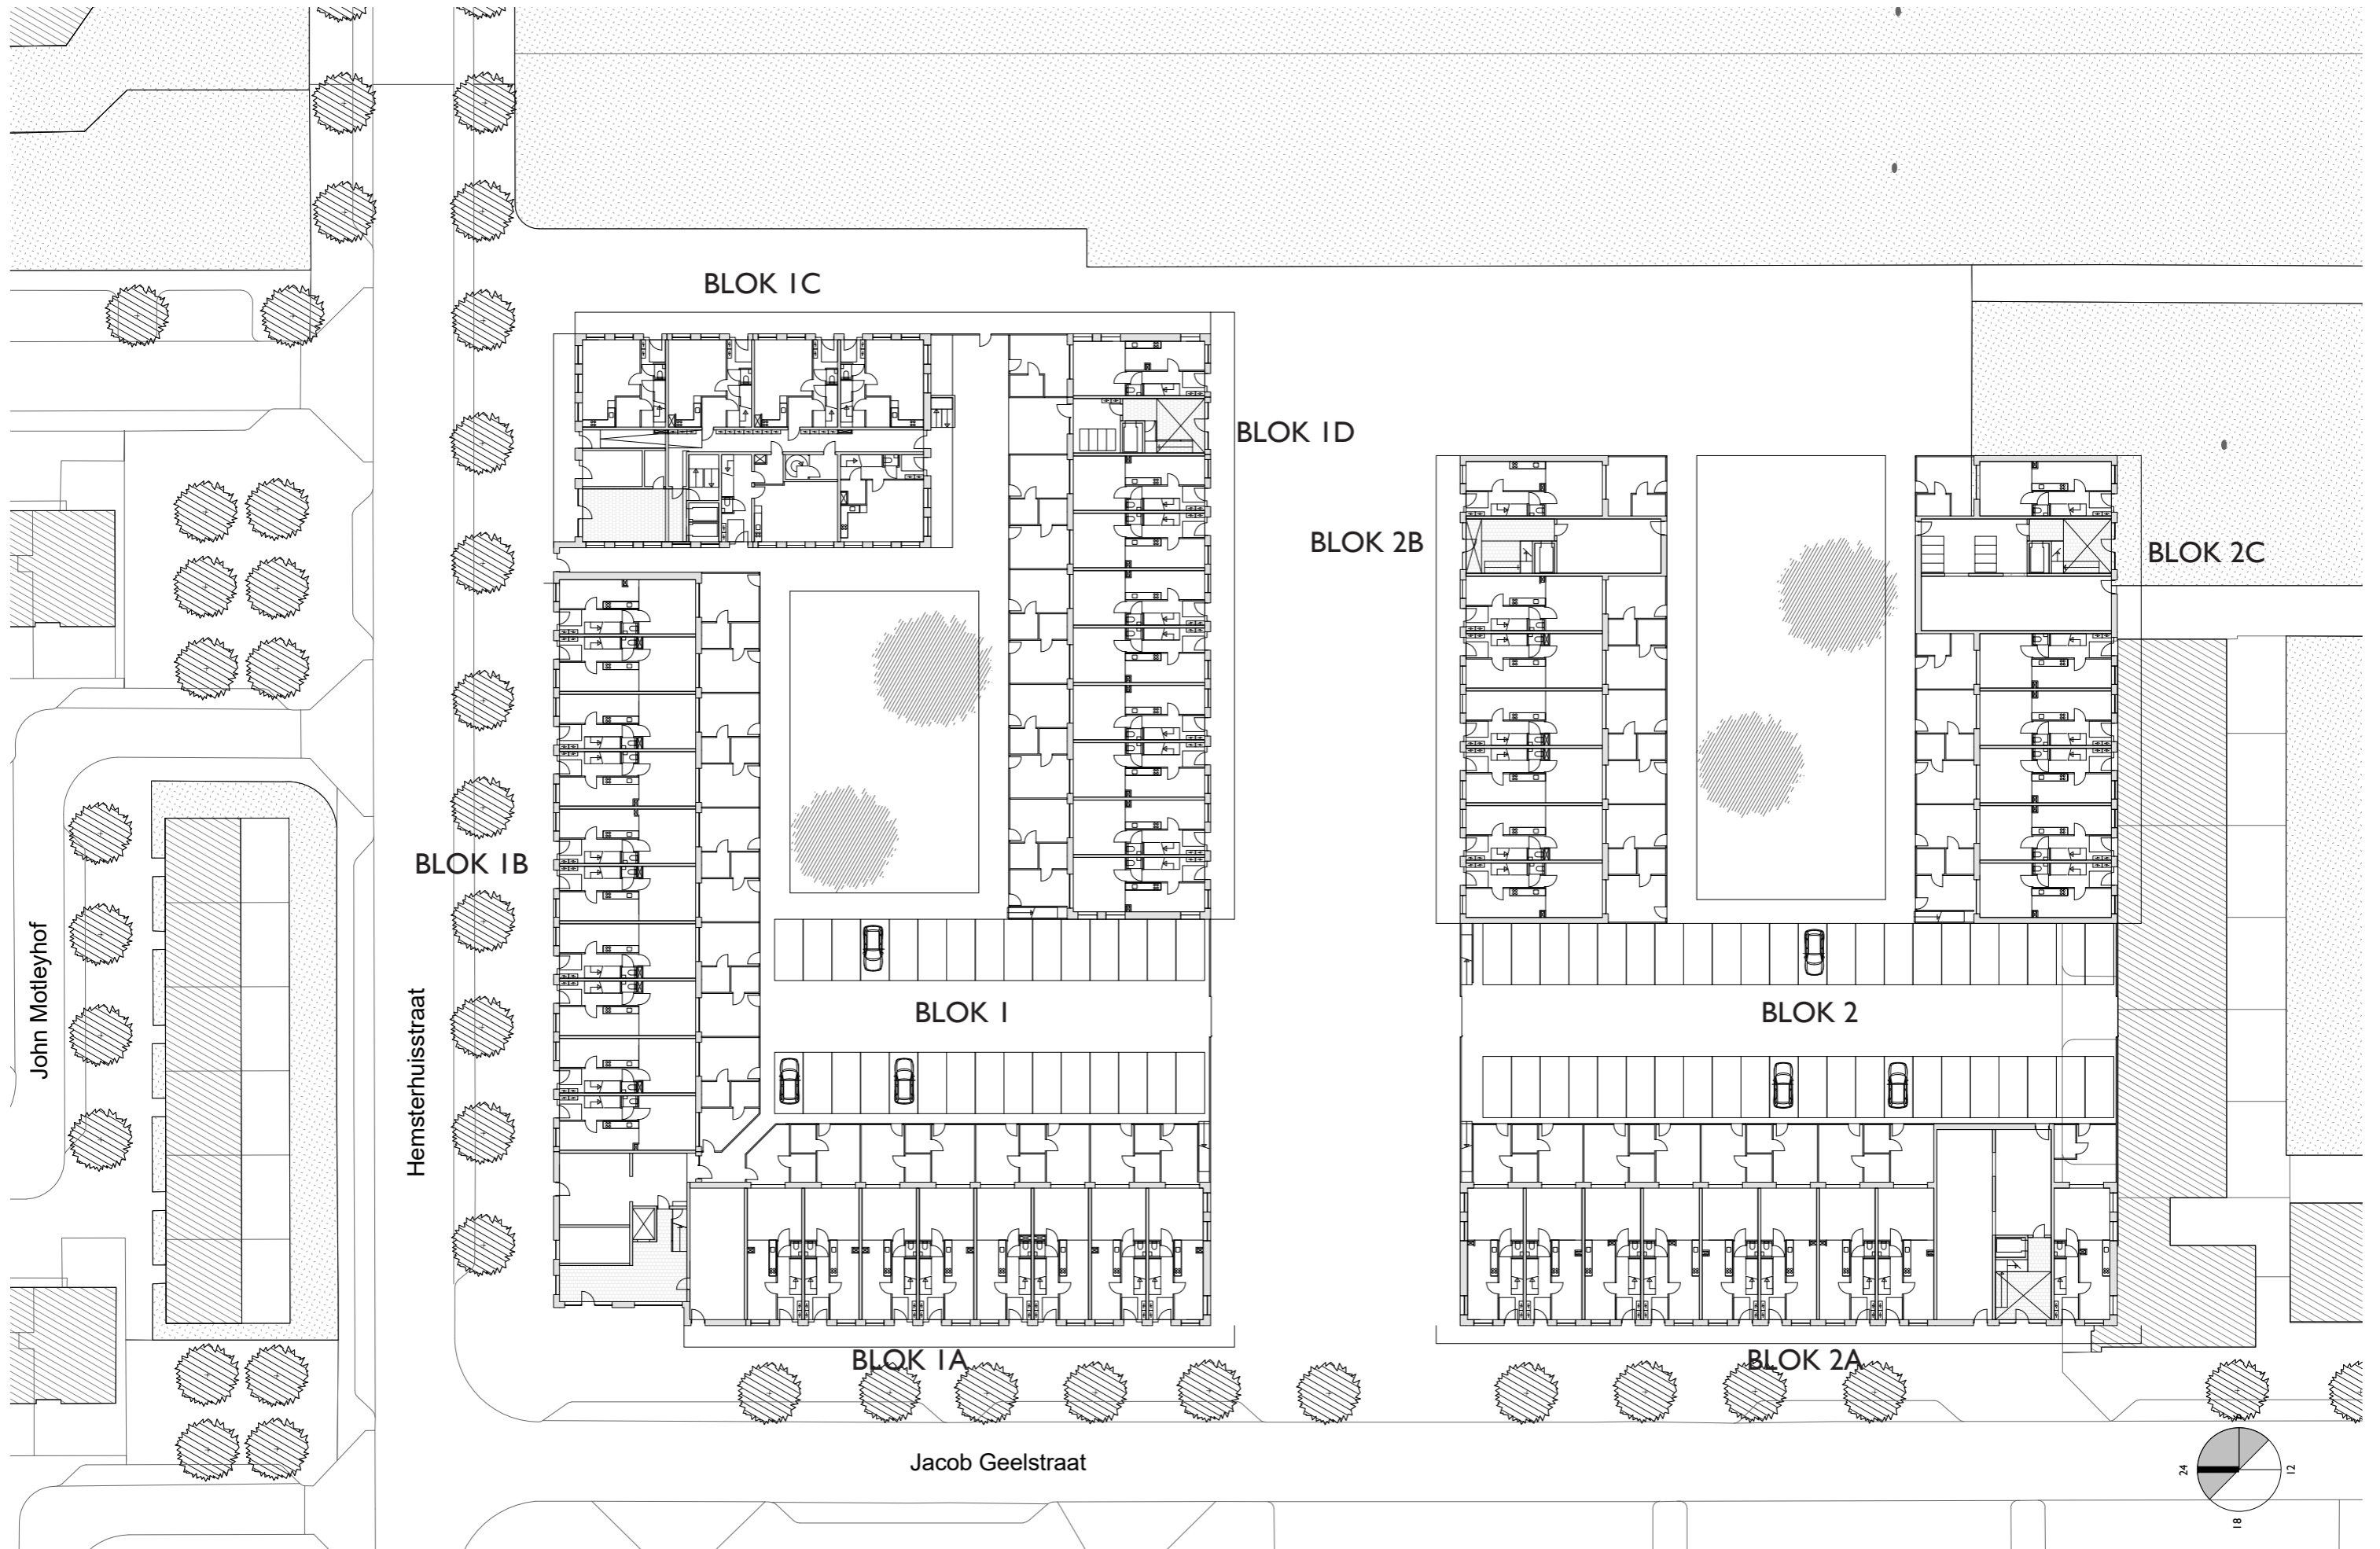 BLOK 1C
BLOK 1D
BLOK 2B
BLOK 2C
BLOK 1B
John Motleyhof
Hemsterhuisstraat
BLOK 1
BLOK 2
BLOK 1A
BLOK 2A
Jacob Geelstraat
24
12
18